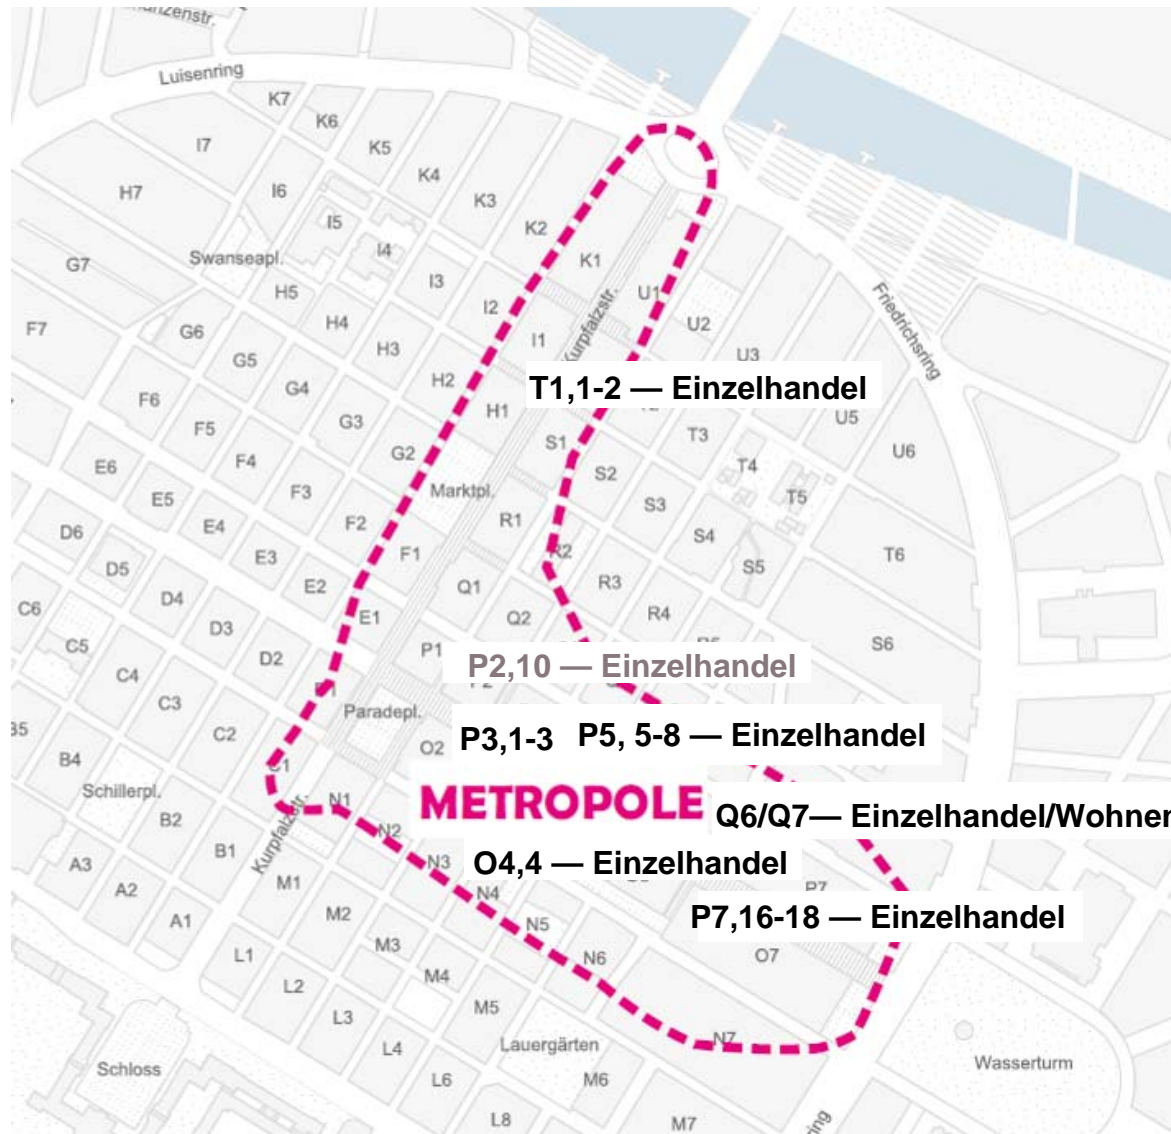 Luisenring
K7
K6
I7
K5
K4
H7
I6
K3
I5
K2
I4
Swanseapl.
K1
G7
I3
H5
U1
I2
Kurpfalzstr.
Friedrichsring
F7
G6
H4
U2
I1
H3
U3
G5
T1,1-2 — Einzelhandel
H2
G4
F6
H1
U5
G3
F5
T3
S1
U6
G2
F4
E6
T4
S2
Marktpl.
F3
E5
T5
S3
F2
R1
E4
D6
S4
R2
F1
T6
E3
D5
S5
R3
E2
Q1
D4
C6
R4
E1
Q2
D3
C5
S6
P1
D2
P2,10 — Einzelhandel
C4
C3
Paradepl.
C2
O2
P3,1-3
P5, 5-8 — Einzelhandel
B4
C1
Schillerpl.
N1
METROPOLE
Q6/Q7— Einzelhandel/Wohnen
B2
N2
Kurpfalzstr.
B1
A3
N3
O4,4 — Einzelhandel
M1
A2
N4
P7
A1
M2
N5
P7,16-18 — Einzelhandel
M3
L1
N6
O7
M4
L2
M5
L3
N7
L4
Lauergärten
Schloss
Wasserturm
L6
M6
L8
M7